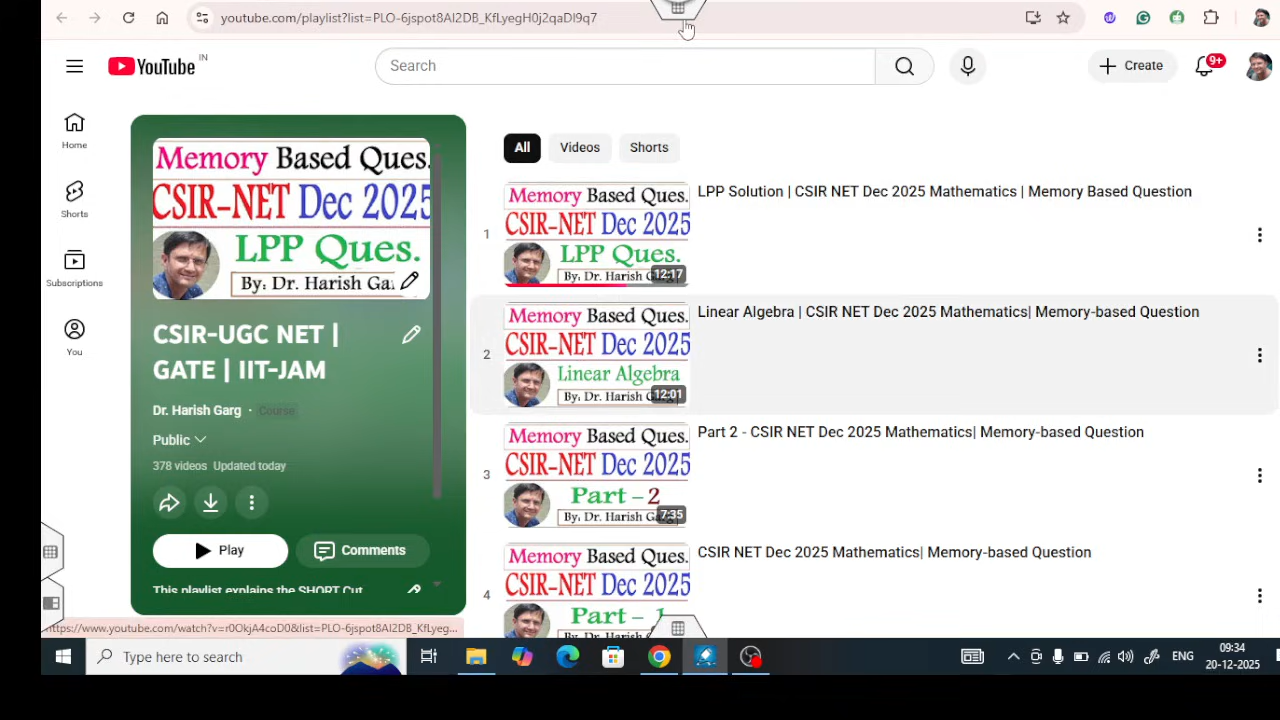 youtube.com/playlist?list=PLO-6jspot8Al2DB_KfLyegH0j2qaDl9q7
YouTube IN
Search
Create
9+
Home
Shorts
Subscriptions
You
Memory Based Ques.
CSIR-NET Dec 2025
LPP Ques.
By: Dr. Harish Ga
CSIR-UGC NET |
GATE | IIT-JAM
Dr. Harish Garg · Course
Public
378 videos Updated today
Play
Comments
This playlist explains the SHORT Cut
All
Videos
Shorts
1
Memory Based Ques.
CSIR-NET Dec 2025
LPP Ques.
By: Dr. Harish G
12:17
LPP Solution | CSIR NET Dec 2025 Mathematics | Memory Based Question
2
Memory Based Ques.
CSIR-NET Dec 2025
Linear Algebra
By: Dr. Harish Garg
12:01
Linear Algebra | CSIR NET Dec 2025 Mathematics| Memory-based Question
3
Memory Based Ques.
CSIR-NET Dec 2025
Part – 2
By: Dr. Harish Garg
7:35
Part 2 - CSIR NET Dec 2025 Mathematics| Memory-based Question
4
Memory Based Ques.
CSIR-NET Dec 2025
Part – 1
CSIR NET Dec 2025 Mathematics| Memory-based Question
https://www.youtube.com/watch?v=r0OkjA4coD0&list=PLO-6jspot8Al2DB_KfLyeg...
Type here to search
ENG
09:34
20-12-2025